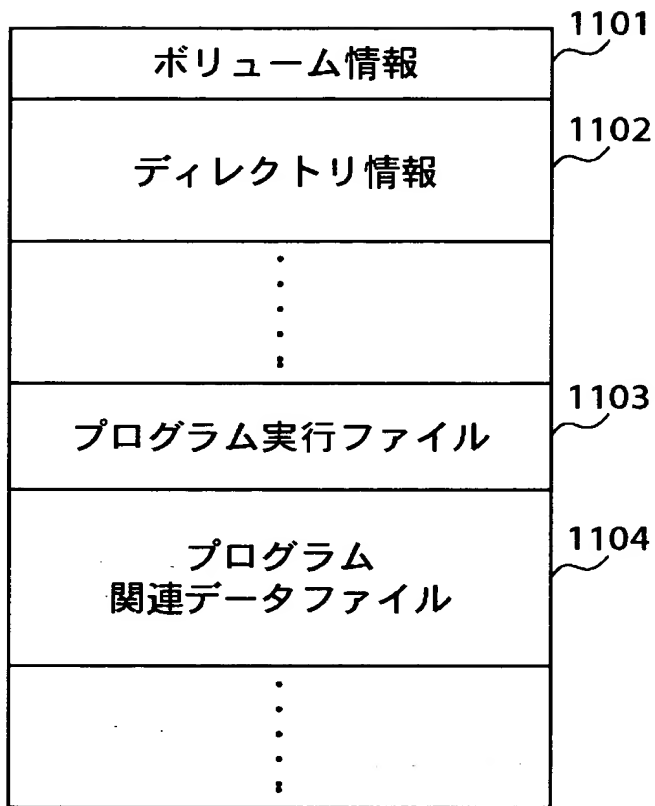 1101
ボリューム情報
1102
ディレクトリ情報
1103
プログラム実行ファイル
1104
プログラム
関連データファイル